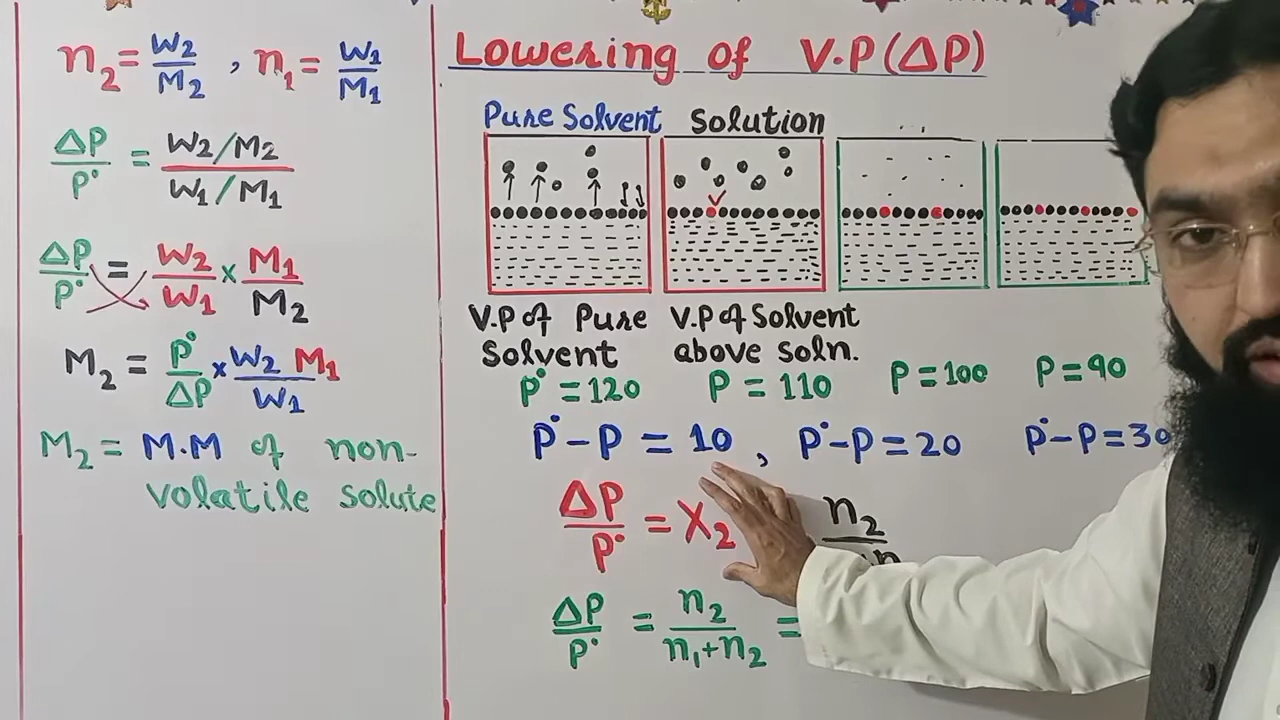 n₂ = W₂/M₂ , n₁ = W₁/M₁
ΔP/P° = W₂/M₂ / W₁/M₁
ΔP/P° = W₂/W₁ × M₁/M₂
M₂ = P°/ΔP × W₂ M₁/W₁
M₂ = M.M of non-
volatile solute
Lowering of V.P (ΔP)
Pure Solvent
Solution
V.P of Pure
Solvent
V.P of Solvent
above soln.
P° = 120
P = 110
P = 100
P = 90
P° - P = 10 , P° - P = 20
P° - P = 30
ΔP/P° = X₂
n₂
ΔP/P° = n₂/n₁+n₂ =